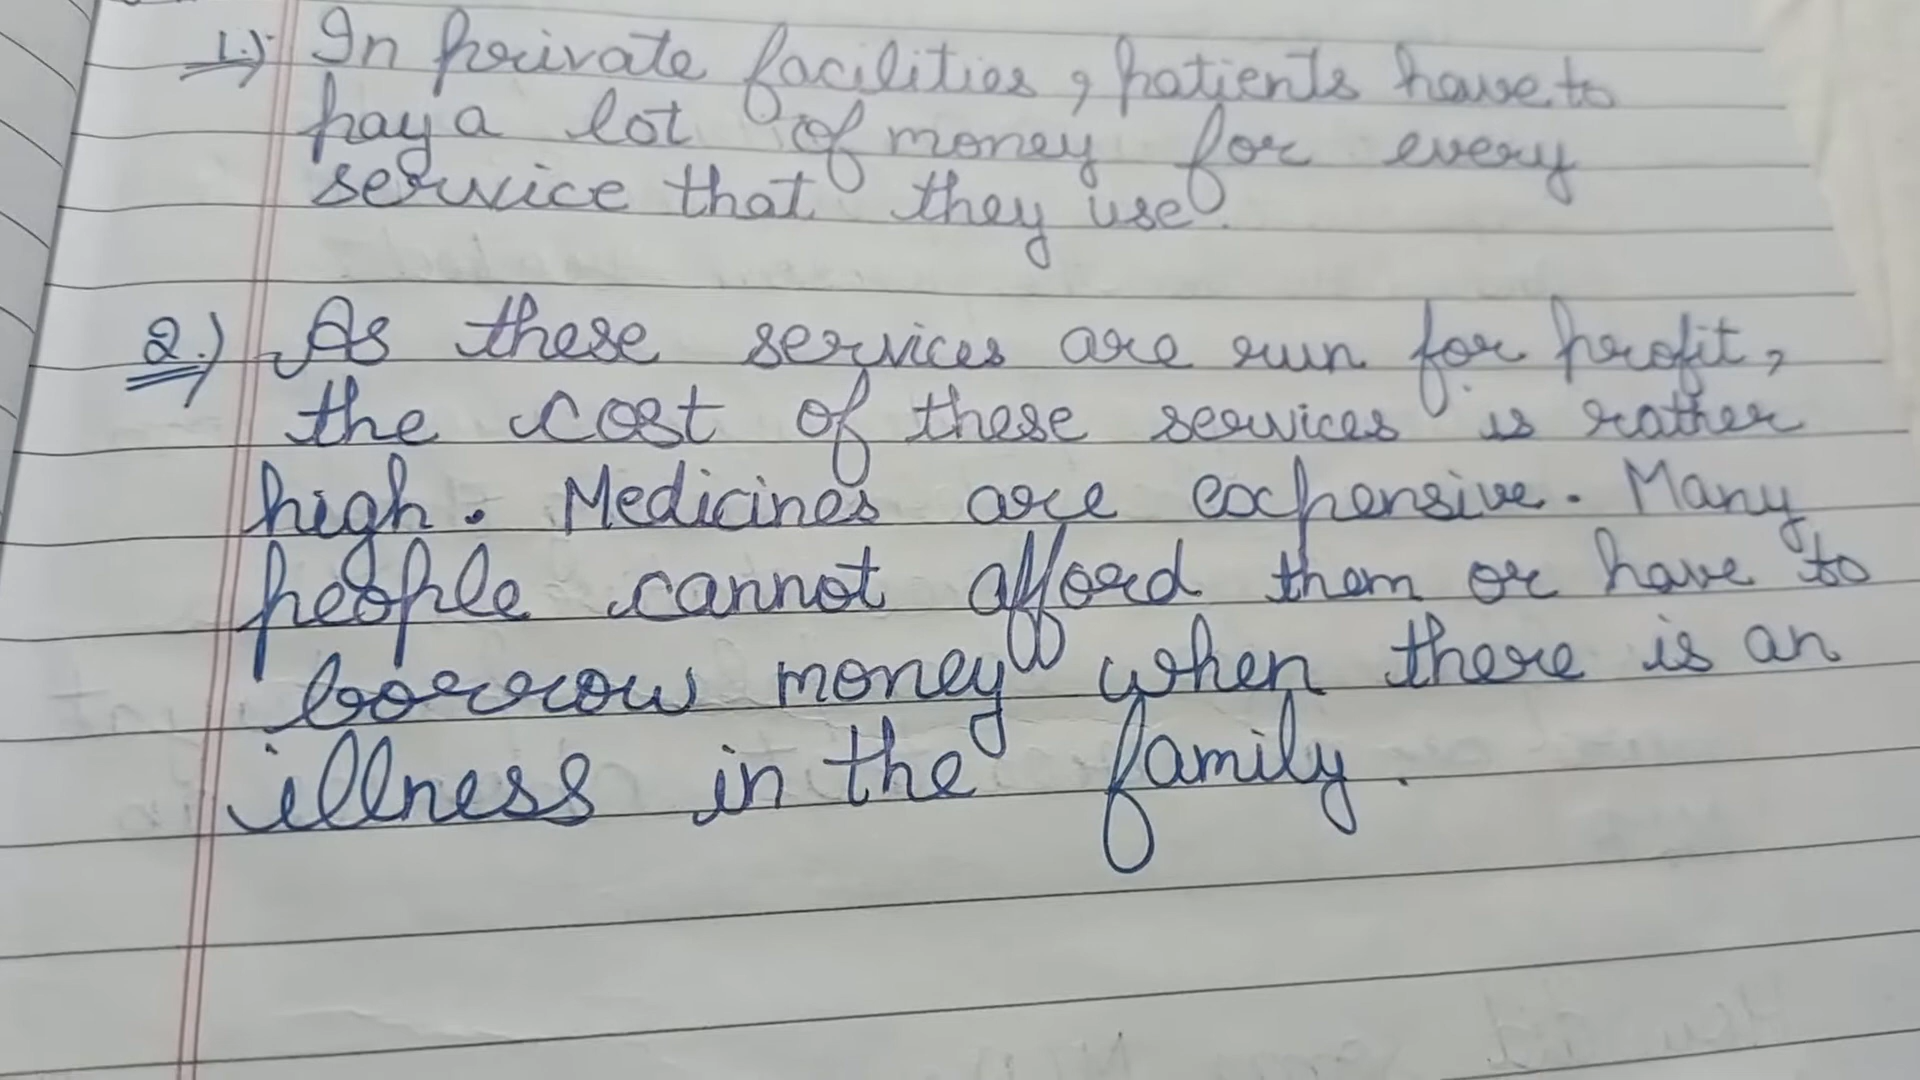 1.) In private facilities, patients have to
pay a lot of money for every
service that they use.
2.) As these services are run for profit,
the cost of these services is rather
high. Medicines are expensive. Many
people cannot afford them or have to
borrow money when there is an
illness in the family.